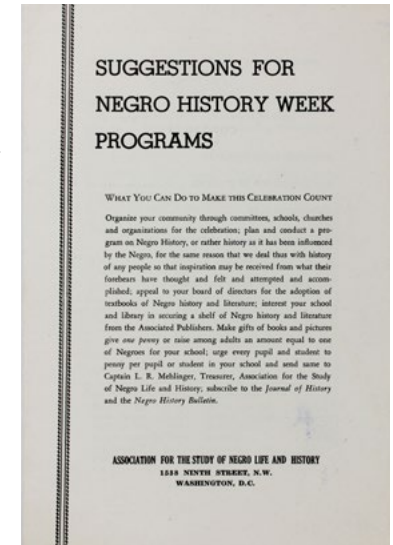 SUGGESTIONS FOR
NEGRO HISTORY WEEK
PROGRAMS
WHAT YOU CAN DO TO MAKE THIS CELEBRATION COUNT
Organize your community through committees, schools, churches
and organizations for the celebration; plan and conduct a pro-
gram on Negro History, or rather history as it has been influenced
by the Negro, for the same reason that we deal thus with history
of any people so that inspiration may be received from what their
forebears have thought and felt and attempted and accom-
plished; appeal to your board of directors for the adoption of
textbooks of Negro history and literature; interest your school
and library in securing a shelf of Negro history and literature
from the Associated Publishers. Make gifts of books and pictures
give one penny or raise among adults an amount equal to one
of Negroes for your school; urge every pupil and student to
penny per pupil or student in your school and send same to
Captain L. R. Mehlinger, Treasurer, Association for the Study
of Negro Life and History; subscribe to the Journal of History
and the Negro History Bulletin.
ASSOCIATION FOR THE STUDY OF NEGRO LIFE AND HISTORY
1538 NINTH STREET, N.W.
WASHINGTON, D.C.